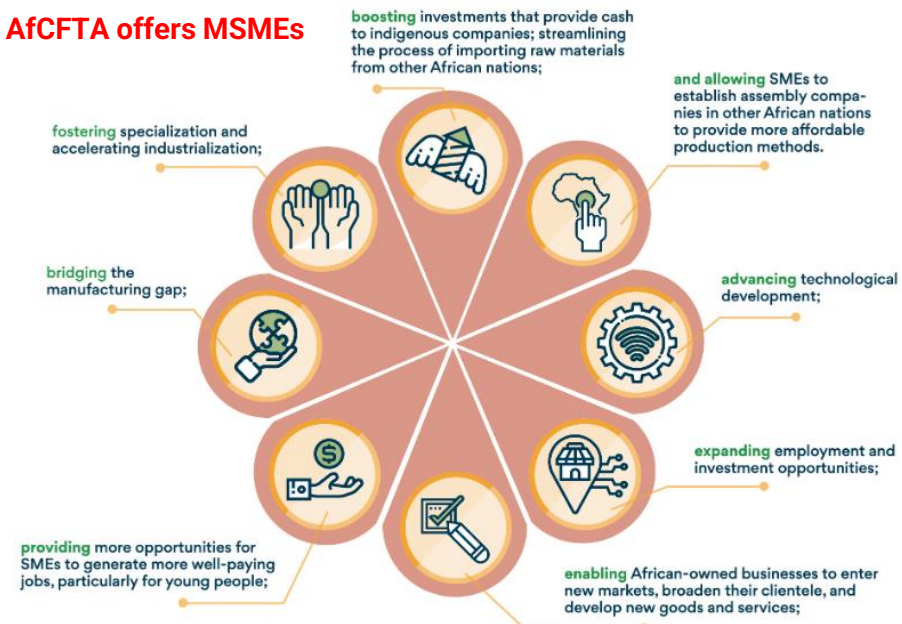 AfCFTA offers MSMEs
boosting investments that provide cash
to indigenous companies; streamlining
the process of importing raw materials
from other African nations;
and allowing SMEs to
establish assembly compa-
nies in other African nations
to provide more affordable
production methods.
advancing technological
development;
expanding employment and
investment opportunities;
enabling African-owned businesses to enter
new markets, broaden their clientele, and
develop new goods and services;
providing more opportunities for
SMEs to generate more well-paying
jobs, particularly for young people;
bridging the
manufacturing gap;
fostering specialization and
accelerating industrialization;
$